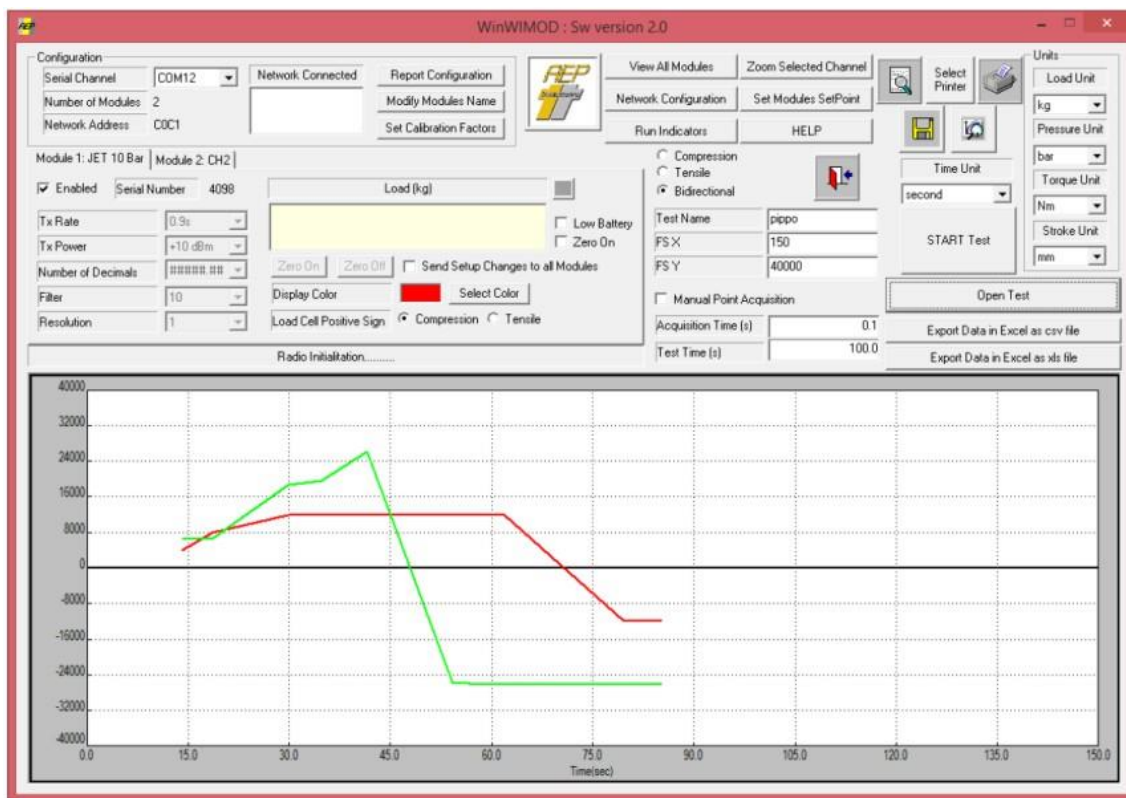 WinWIMOD : Sw version 2.0
Configuration
Serial Channel COM12
Number of Modules 2
Network Address C0C1
Network Connected
Report Configuration
Modify Modules Name
Set Calibration Factors
AEP
View All Modules
Zoom Selected Channel
Network Configuration
Set Modules SetPoint
Run Indicators
HELP
Select
Printer
Units
Load Unit
kg
Pressure Unit
bar
Torque Unit
Nm
Stroke Unit
mm
Time Unit
second
START Test
Module 1: JET 10 Bar Module 2: CH2
Enabled Serial Number 4098
Load (kg)
Tx Rate 0.9s
Tx Power +10 dBm
Number of Decimals #####.##
Filter 10
Resolution 1
Low Battery
Zero On
Zero On Zero Off Send Setup Changes to all Modules
Display Color Select Color
Load Cell Positive Sign Compression Tensile
Radio Initialitation..........
Compression
Tensile
Bidirectional
Test Name pippo
FS X 150
FS Y 40000
Manual Point Acquisition
Acquisition Time (s) 0.1
Test Time (s) 100.0
Open Test
Export Data in Excel as csv file
Export Data in Excel as xls file
40000
32000
24000
16000
8000
0
-8000
-16000
-24000
-32000
-40000
0.0 15.0 30.0 45.0 60.0 75.0 90.0 105.0 120.0 135.0 150.0
Time(sec)